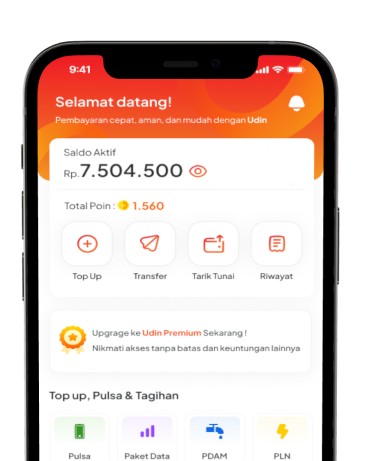 9:41
Selamat datang!
Pembayaran cepat, aman, dan mudah dengan Udin
Saldo Aktif
Rp.7.504.500
Total Poin : 1.560
Top Up Transfer Tarik Tunai Riwayat
Upgrage ke Udin Premium Sekarang !
Nikmati akses tanpa batas dan keuntungan lainnya
Top up, Pulsa & Tagihan
Pulsa Paket Data PDAM PLN